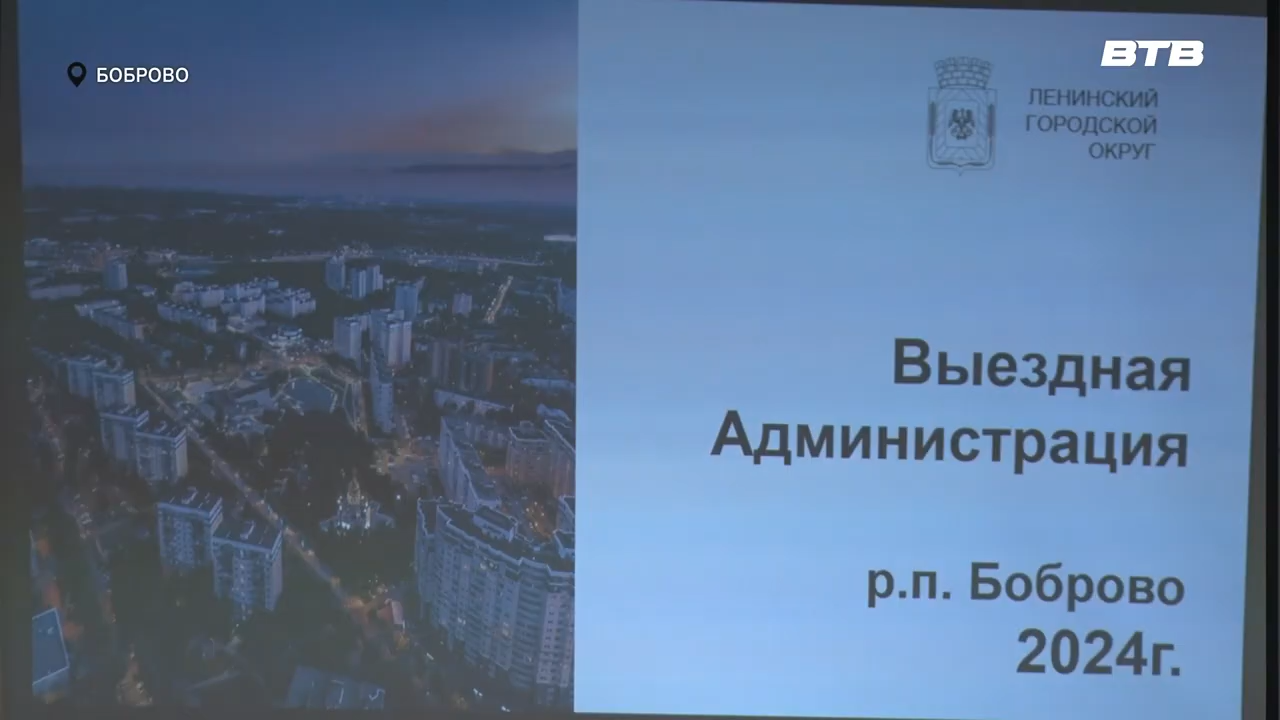 БОБРОВО
ВТВ
ЛЕНИНСКИЙ
ГОРОДСКОЙ
ОКРУГ
Выездная
Администрация
р.п. Боброво
2024г.